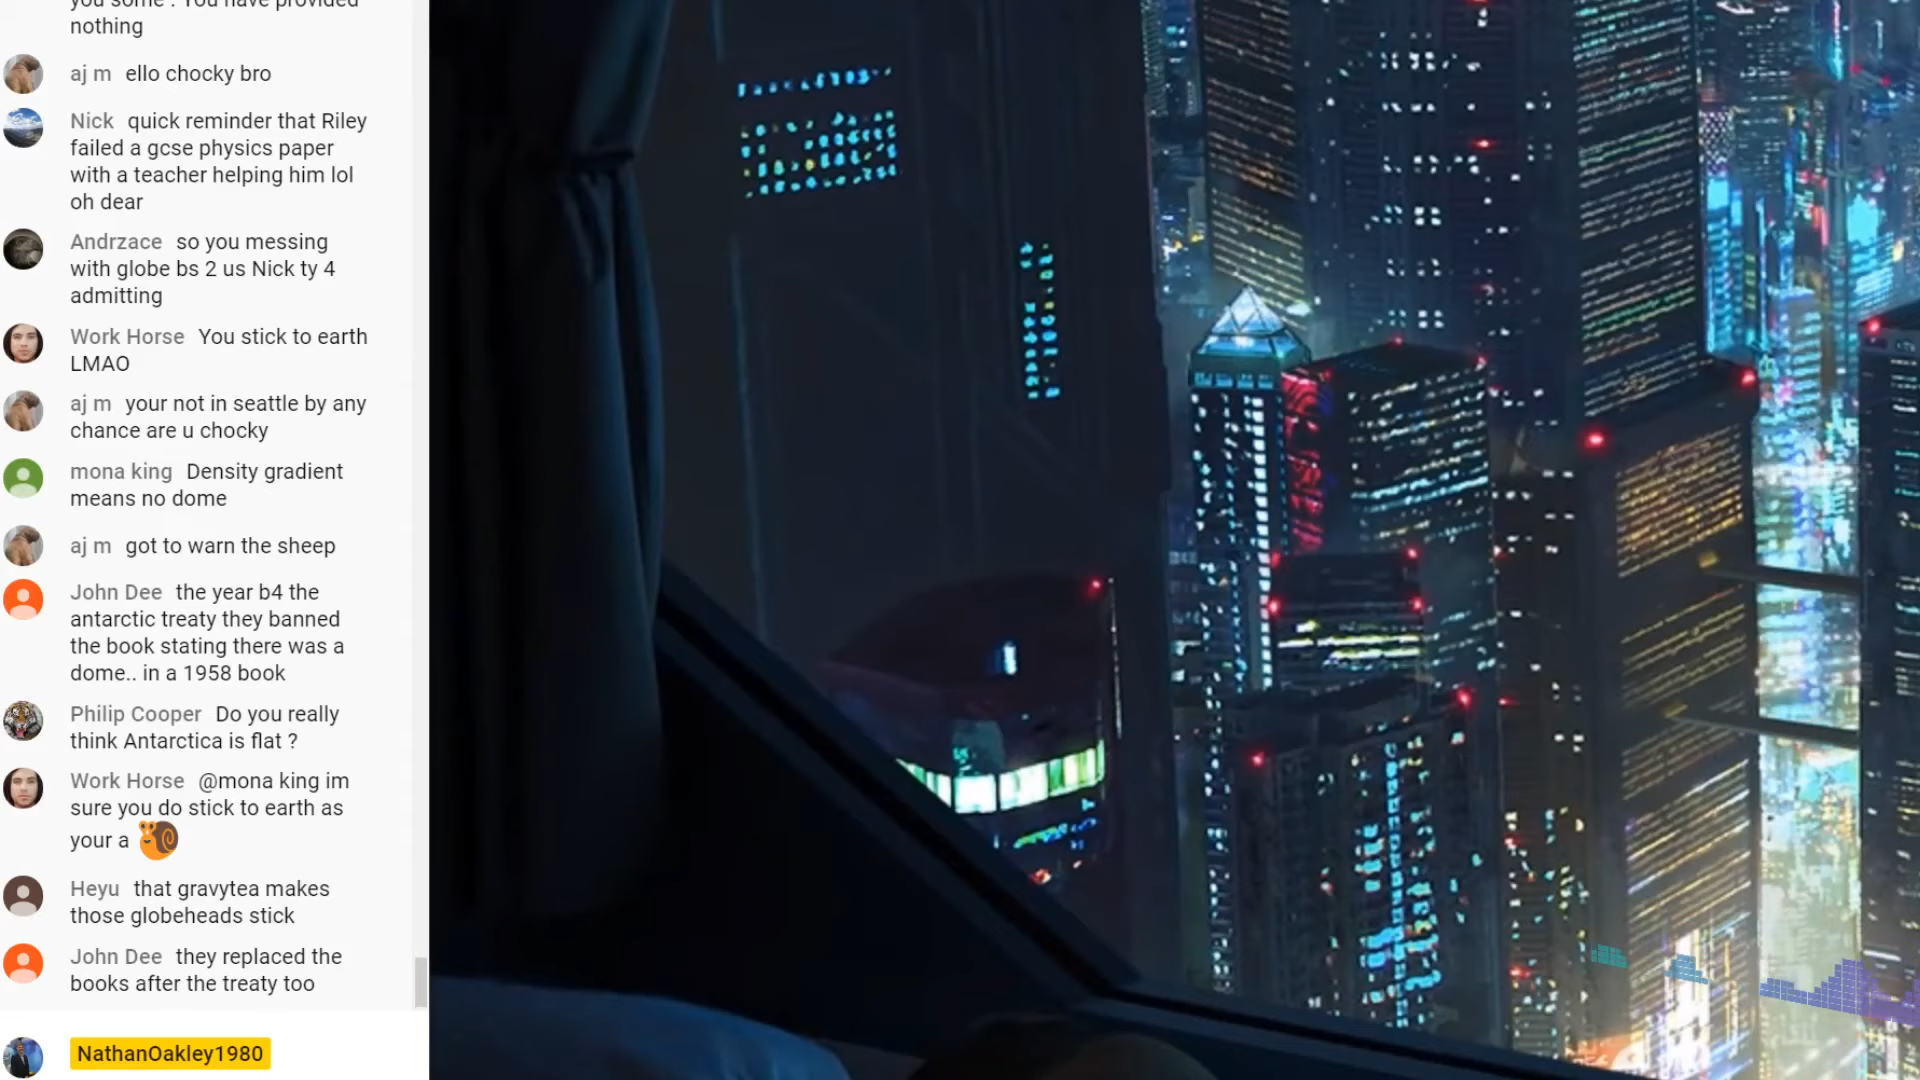 you some . You have provided
nothing
aj m ello chocky bro
Nick quick reminder that Riley
failed a gcse physics paper
with a teacher helping him lol
oh dear
Andrzace so you messing
with globe bs 2 us Nick ty 4
admitting
Work Horse You stick to earth
LMAO
aj m your not in seattle by any
chance are u chocky
mona king Density gradient
means no dome
aj m got to warn the sheep
John Dee the year b4 the
antarctic treaty they banned
the book stating there was a
dome.. in a 1958 book
Philip Cooper Do you really
think Antarctica is flat ?
Work Horse @mona king im
sure you do stick to earth as
your a
Heyu that gravytea makes
those globeheads stick
John Dee they replaced the
books after the treaty too
NathanOakley1980